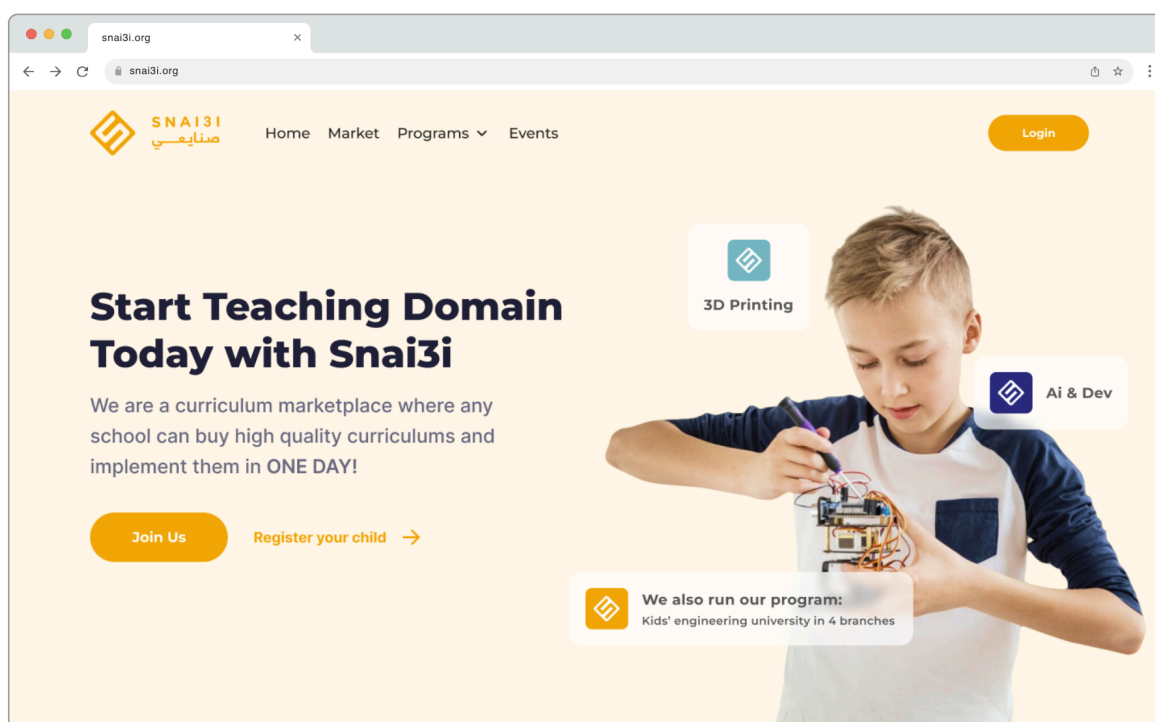 snai3i.org
snai3i.org
SNAI3I
صنايعـــي
Home Market Programs Events
Login
3D Printing
Start Teaching Domain
Today with Snai3i
Ai & Dev
We are a curriculum marketplace where any
school can buy high quality curriculums and
implement them in ONE DAY!
Join Us
Register your child
We also run our program:
Kids' engineering university in 4 branches